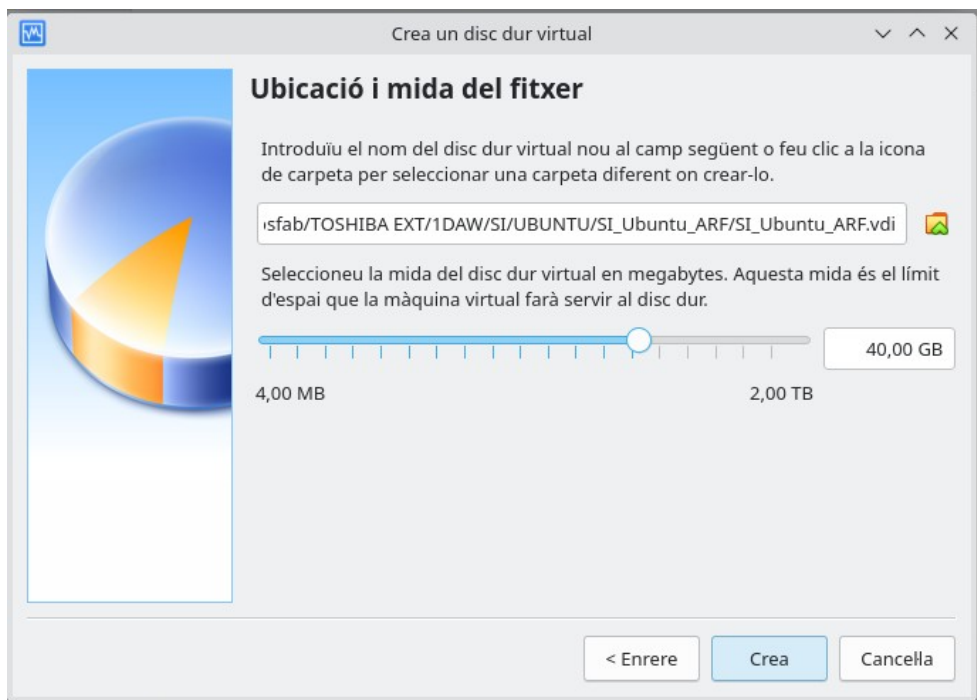 Crea un disc dur virtual
Ubicació i mida del fitxer
Introduïu el nom del disc dur virtual nou al camp següent o feu clic a la icona
de carpeta per seleccionar una carpeta diferent on crear-lo.
sfab/TOSHIBA EXT/1DAW/SI/UBUNTU/SI_Ubuntu_ARF/SI_Ubuntu_ARF.vdi
Seleccioneu la mida del disc dur virtual en megabytes. Aquesta mida és el límit
d'espai que la màquina virtual farà servir al disc dur.
40,00 GB
4,00 MB 2,00 TB
< Enrere Crea Canceŀla